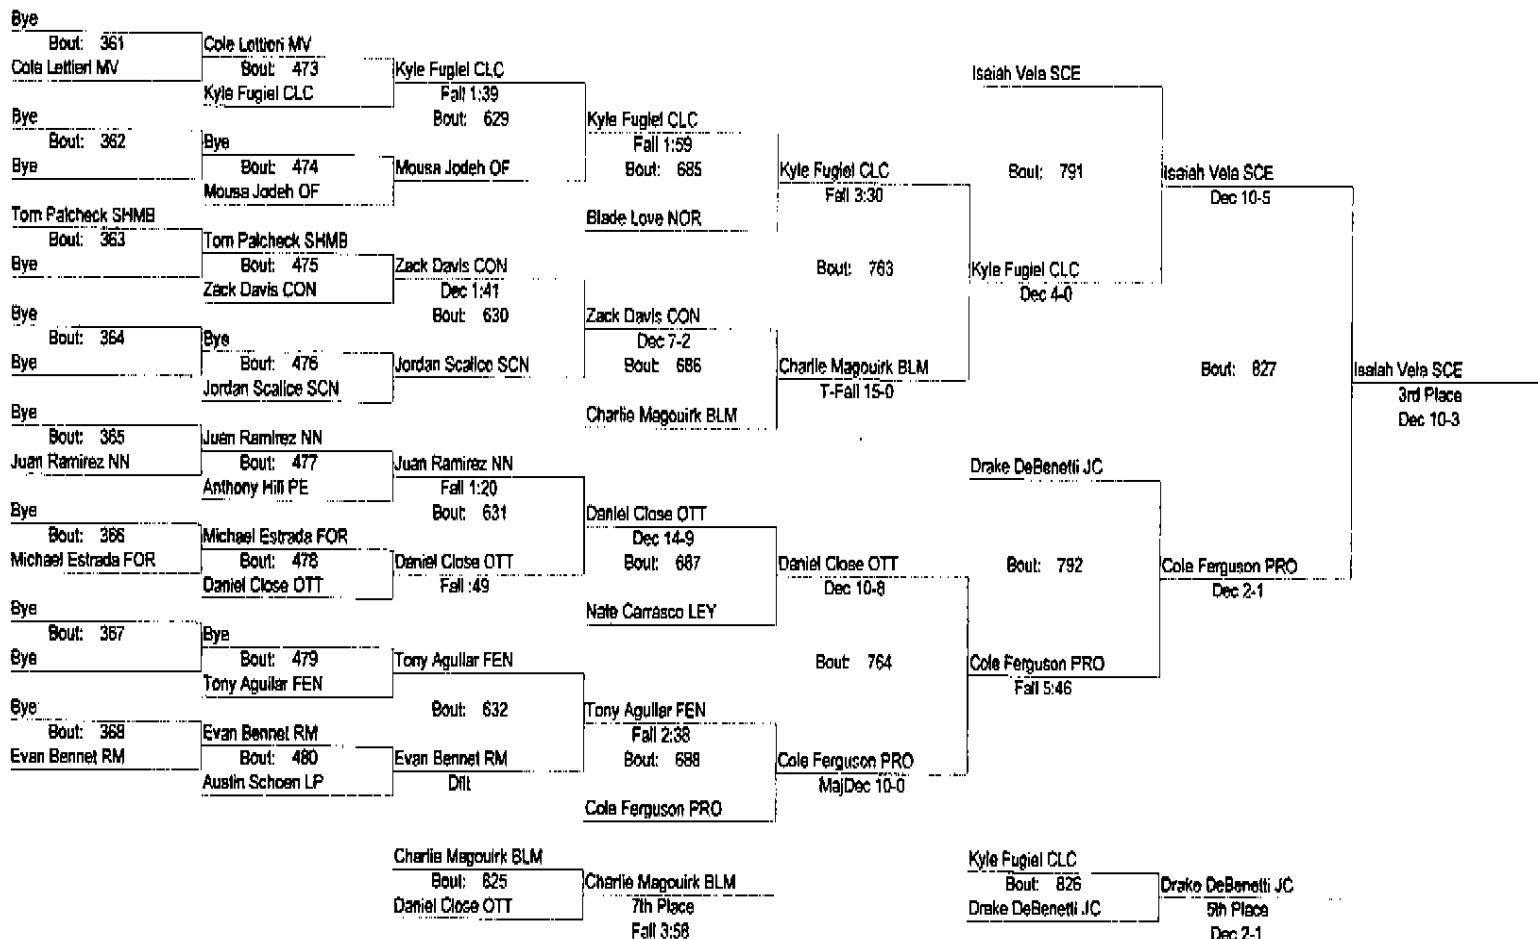 Bye
Bout: 361
Cole Lettieri MV
Bye
Bout: 362
Bye
Tom Palcheck SHMB
Bout: 363
Bye
Bye
Bout: 364
Bye
Bye
Bout: 365
Juan Ramirez NN
Bye
Bout: 366
Michael Estrada FOR
Bye
Bout: 367
Bye
Bye
Bout: 368
Evan Bennet RM
Cole Lettieri MV
Bout: 473
Kyle Fugiel CLC
Bye
Bout: 474
Mousa Jodeh OF
Tom Palcheck SHMB
Bout: 475
Zack Davis CON
Bye
Bout: 476
Jordan Scalice SCN
Juan Ramirez NN
Bout: 477
Anthony Hill PE
Michael Estrada FOR
Bout: 478
Daniel Close OTT
Bye
Bout: 479
Tony Aguilar FEN
Evan Bennet RM
Bout: 480
Austin Schoen LP
Kyle Fugiel CLC
Fall 1:39
Bout: 629
Mousa Jodeh OF
Zack Davis CON
Dec 1:41
Bout: 630
Jordan Scalice SCN
Juan Ramirez NN
Fall 1:20
Bout: 631
Daniel Close OTT
Fall :49
Tony Aguilar FEN
Bout: 632
Evan Bennet RM
Dflt
Kyle Fugiel CLC
Fall 1:59
Bout: 685
Blade Love NOR
Zack Davis CON
Dec 7-2
Bout: 686
Charlie Magouirk BLM
Daniel Close OTT
Dec 14-9
Bout: 687
Nate Carrasco LEY
Tony Aguilar FEN
Fall 2:38
Bout: 688
Cole Ferguson PRO
Kyle Fugiel CLC
Fall 3:30
Bout: 763
Charlie Magouirk BLM
T-Fall 15-0
Daniel Close OTT
Dec 10-8
Bout: 764
Cole Ferguson PRO
MajDec 10-0
Isaiah Vela SCE
Bout: 791
Kyle Fugiel CLC
Dec 4-0
Drake DeBenetti JC
Bout: 792
Cole Ferguson PRO
Fall 5:46
Isaiah Vela SCE
Dec 10-5
Bout: 827
Cole Ferguson PRO
Dec 2-1
Isaiah Vela SCE
3rd Place
Dec 10-3
Charlie Magouirk BLM
Bout: 825
Daniel Close OTT
Charlie Magouirk BLM
7th Place
Fall 3:58
Kyle Fugiel CLC
Bout: 826
Drake DeBenetti JC
Drake DeBenetti JC
5th Place
Dec 2-1